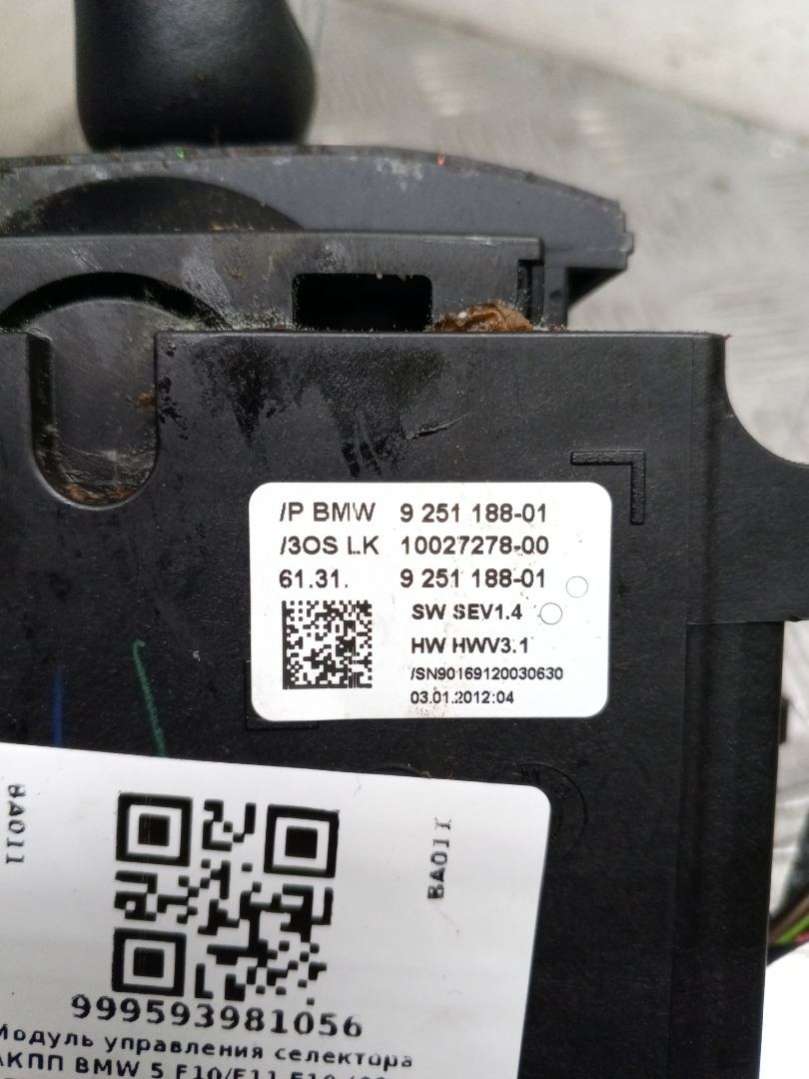 /P BMW 9 251 188-01
/3OS LK 10027278-00
61.31. 9 251 188-01
SW SEV1.4
HW HWV3.1
/SN90169120030630
03.01.2012:04
BA011
BA011
999593981056
Модуль управления селектора
АКПП BMW 5 F10/F11